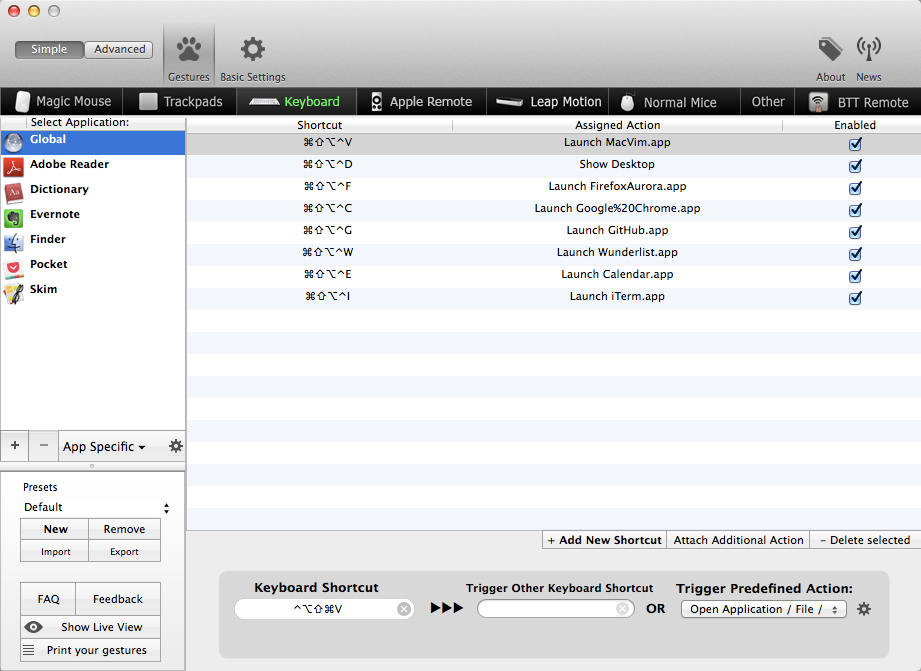 Simple Advanced
Gestures Basic Settings About News
Magic Mouse Trackpads Keyboard Apple Remote Leap Motion Normal Mice Other BTT Remote
Select Application:
Global
Adobe Reader
Dictionary
Evernote
Finder
Pocket
Skim
Shortcut Assigned Action Enabled
⌘⇧⌥^V Launch MacVim.app
⌘⇧⌥^D Show Desktop
⌘⇧⌥^F Launch FirefoxAurora.app
⌘⇧⌥^C Launch Google%20Chrome.app
⌘⇧⌥^G Launch GitHub.app
⌘⇧⌥^W Launch Wunderlist.app
⌘⇧⌥^E Launch Calendar.app
⌘⇧⌥^I Launch iTerm.app
+ − App Specific
Presets
Default
New Remove
Import Export
FAQ Feedback
Show Live View
Print your gestures
+ Add New Shortcut Attach Additional Action − Delete selected
Keyboard Shortcut Trigger Other Keyboard Shortcut Trigger Predefined Action:
^⌥⇧⌘V OR Open Application / File /